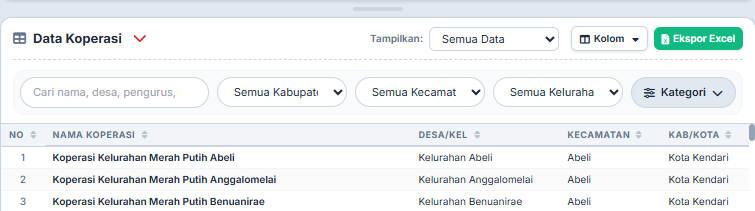 Data Koperasi Tampilkan: Semua Data Kolom Ekspor Excel
Cari nama, desa, pengurus, Semua Kabupate Semua Kecamat Semua Keluraha Kategori
NO NAMA KOPERASI DESA/KEL KECAMATAN KAB/KOTA
1 Koperasi Kelurahan Merah Putih Abeli Kelurahan Abeli Abeli Kota Kendari
2 Koperasi Kelurahan Merah Putih Anggalomelai Kelurahan Anggalomelai Abeli Kota Kendari
3 Koperasi Kelurahan Merah Putih Benuanirae Kelurahan Benuanirae Abeli Kota Kendari